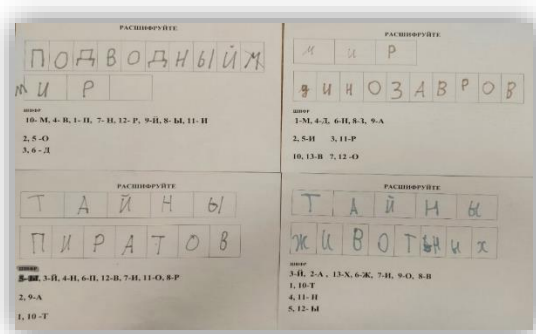 РАСШИФРУЙТЕ
ПОДВОДНЫЙ М
МИР
ШИФР
10- М, 4- В, 1- П, 7- Н, 12- Р, 9-Й, 8- Ы, 11- И
2, 5 -О
3, 6 - Д
РАСШИФРУЙТЕ
МИР
ДИНОЗАВРОВ
ШИФР
1-М, 4-Д, 6-Н, 8-З, 9-А
2, 5-И 3, 11-Р
10, 13-В 7, 12 -О
РАСШИФРУЙТЕ
ТАЙНЫ
ПИРАТОВ
ШИФР
5-Ы, 3-Й, 4-Н, 6-П, 12-В, 7-И, 11-О, 8-Р
2, 9-А
1, 10 -Т
РАСШИФРУЙТЕ
ТАЙНЫ
ЖИВОТНЫХ
ШИФР
3-Й, 2-А , 13-Х, 6-Ж, 7-И, 9-О, 8-В
1, 10-Т
4, 11- Н
5, 12- Ы